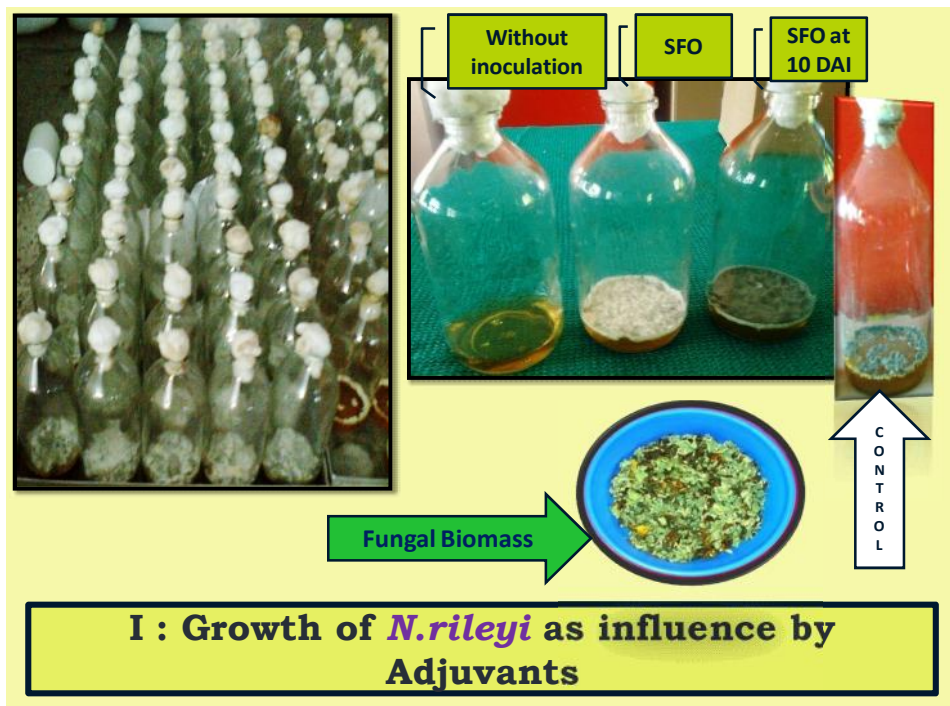 Without
inoculation
SFO
SFO at
10 DAI
C
O
N
T
R
O
L
Fungal Biomass
I : Growth of N.rileyi as influence by
Adjuvants